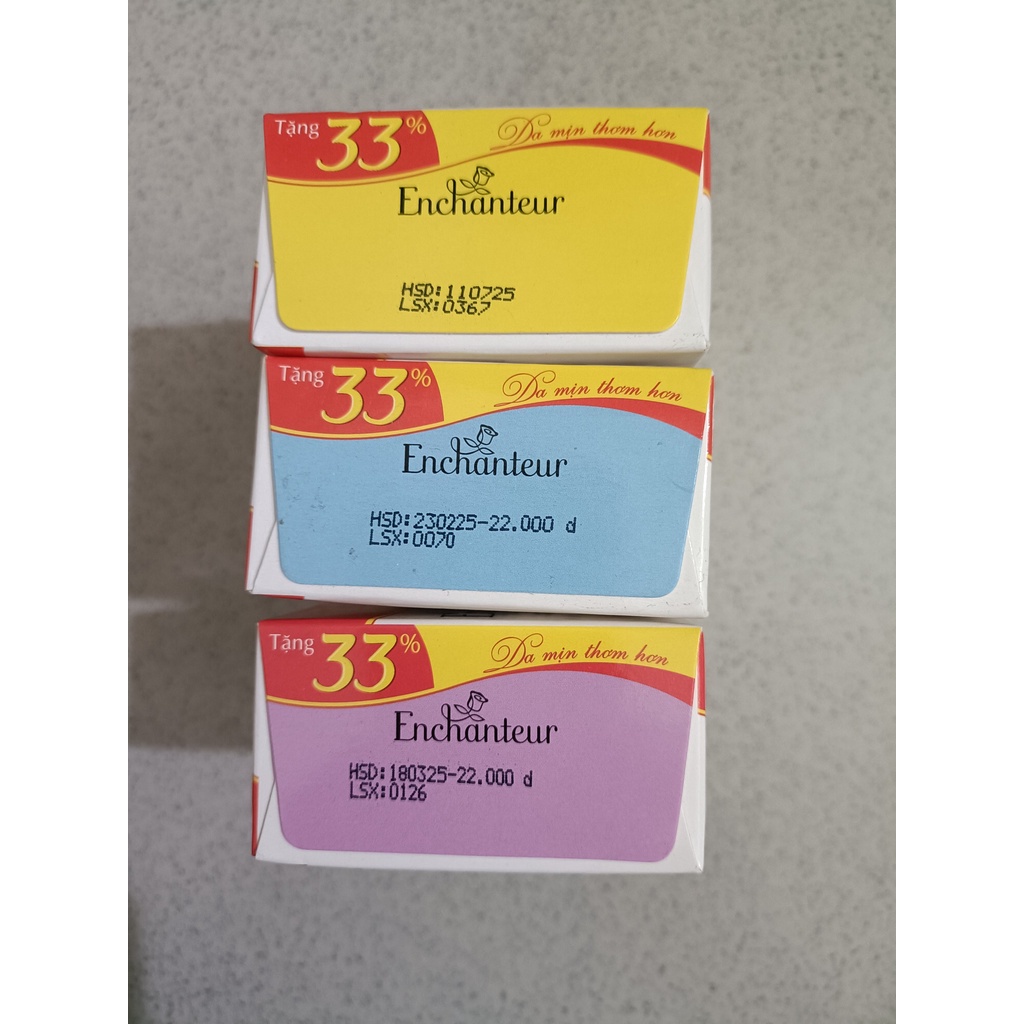 Tặng 33% Da mịn thơm hơn
Enchanteur
HSD:110725
LSX:0367
Tặng 33% Da mịn thơm hơn
Enchanteur
HSD:230225-22.000 đ
LSX:0070
Tặng 33% Da mịn thơm hơn
Enchanteur
HSD:180325-22.000 đ
LSX:0126